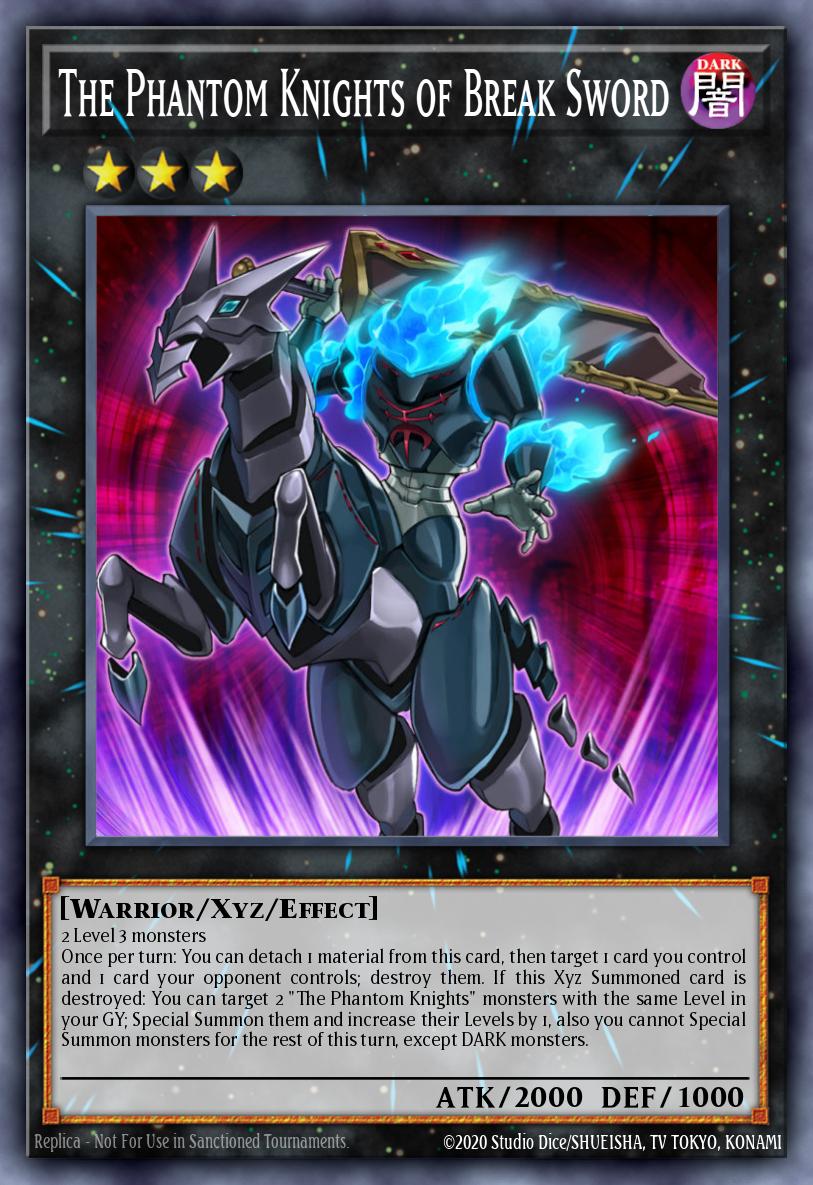 The Phantom Knights of Break Sword
DARK
闇
[Warrior/Xyz/Effect]
2 Level 3 monsters
Once per turn: You can detach 1 material from this card, then target 1 card you control
and 1 card your opponent controls; destroy them. If this Xyz Summoned card is
destroyed: You can target 2 "The Phantom Knights" monsters with the same Level in
your GY; Special Summon them and increase their Levels by 1, also you cannot Special
Summon monsters for the rest of this turn, except DARK monsters.
ATK/2000 DEF/1000
Replica - Not For Use in Sanctioned Tournaments.
©2020 Studio Dice/SHUEISHA, TV TOKYO, KONAMI